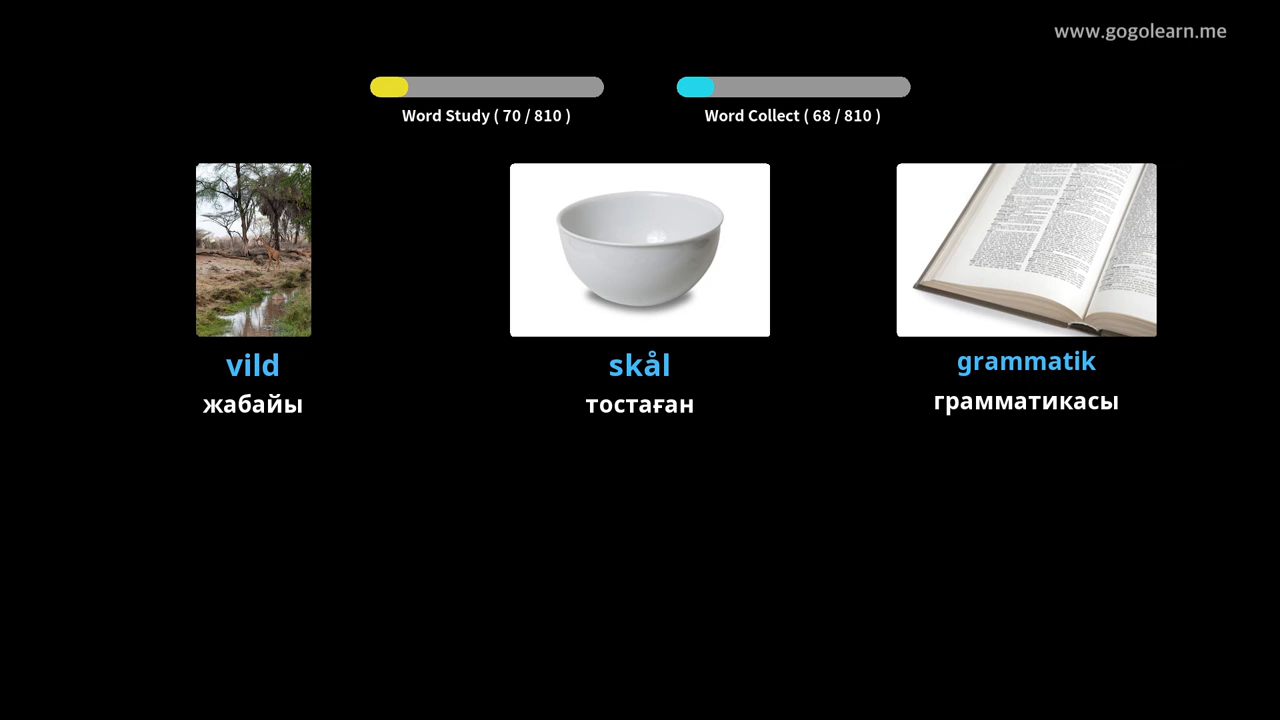 www.gogolearn.me
Word Study ( 70 / 810 )
Word Collect ( 68 / 810 )
vild
skål
grammatik
жабайы
тостаған
грамматикасы